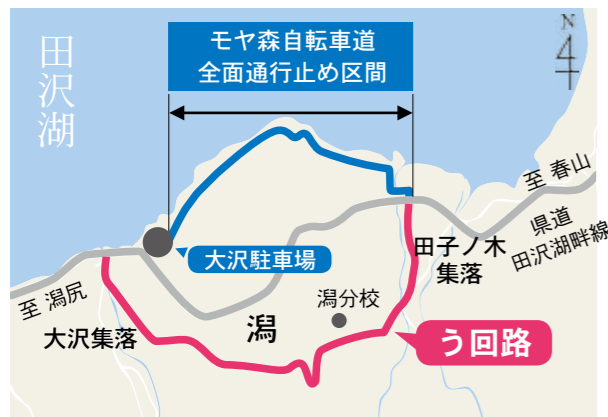 モヤ森自転車道
全面通行止め区間
N
田沢湖
至 春山
県道
田沢湖畔線
田子ノ木
集落
大沢駐車場
至 潟尻
大沢集落
潟
潟分校
う回路